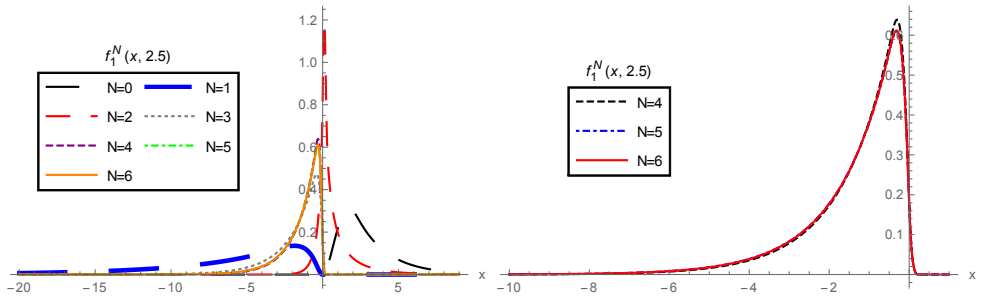 f₁ᴺ(x, 2.5)
N=0 N=1
N=2 N=3
N=4 N=5
N=6
1.2
1.0
0.8
0.6
0.4
0.2
−20 −15 −10 −5 5 x
f₁ᴺ(x, 2.5)
N=4
N=5
N=6
0.6
0.5
0.4
0.3
0.2
0.1
−10 −8 −6 −4 −2 x